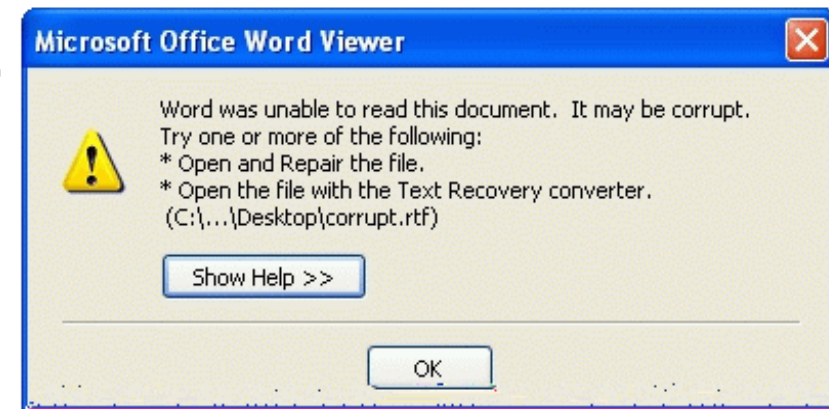 Microsoft Office Word Viewer
Word was unable to read this document.  It may be corrupt.
Try one or more of the following:
* Open and Repair the file.
* Open the file with the Text Recovery converter.
(C:\...\Desktop\corrupt.rtf)
Show Help >>
OK